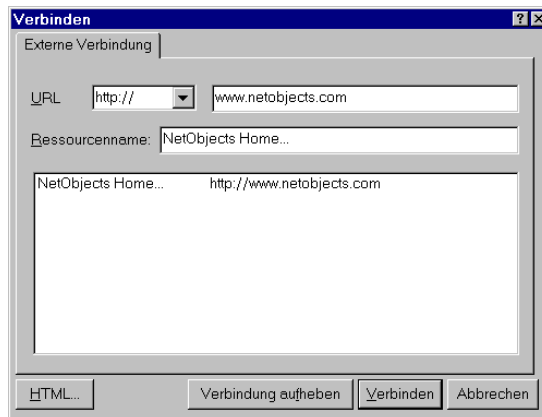 Verbinden
Externe Verbindung
URL http:// www.netobjects.com
Ressourcenname: NetObjects Home...
NetObjects Home... http://www.netobjects.com
HTML... Verbindung aufheben Verbinden Abbrechen